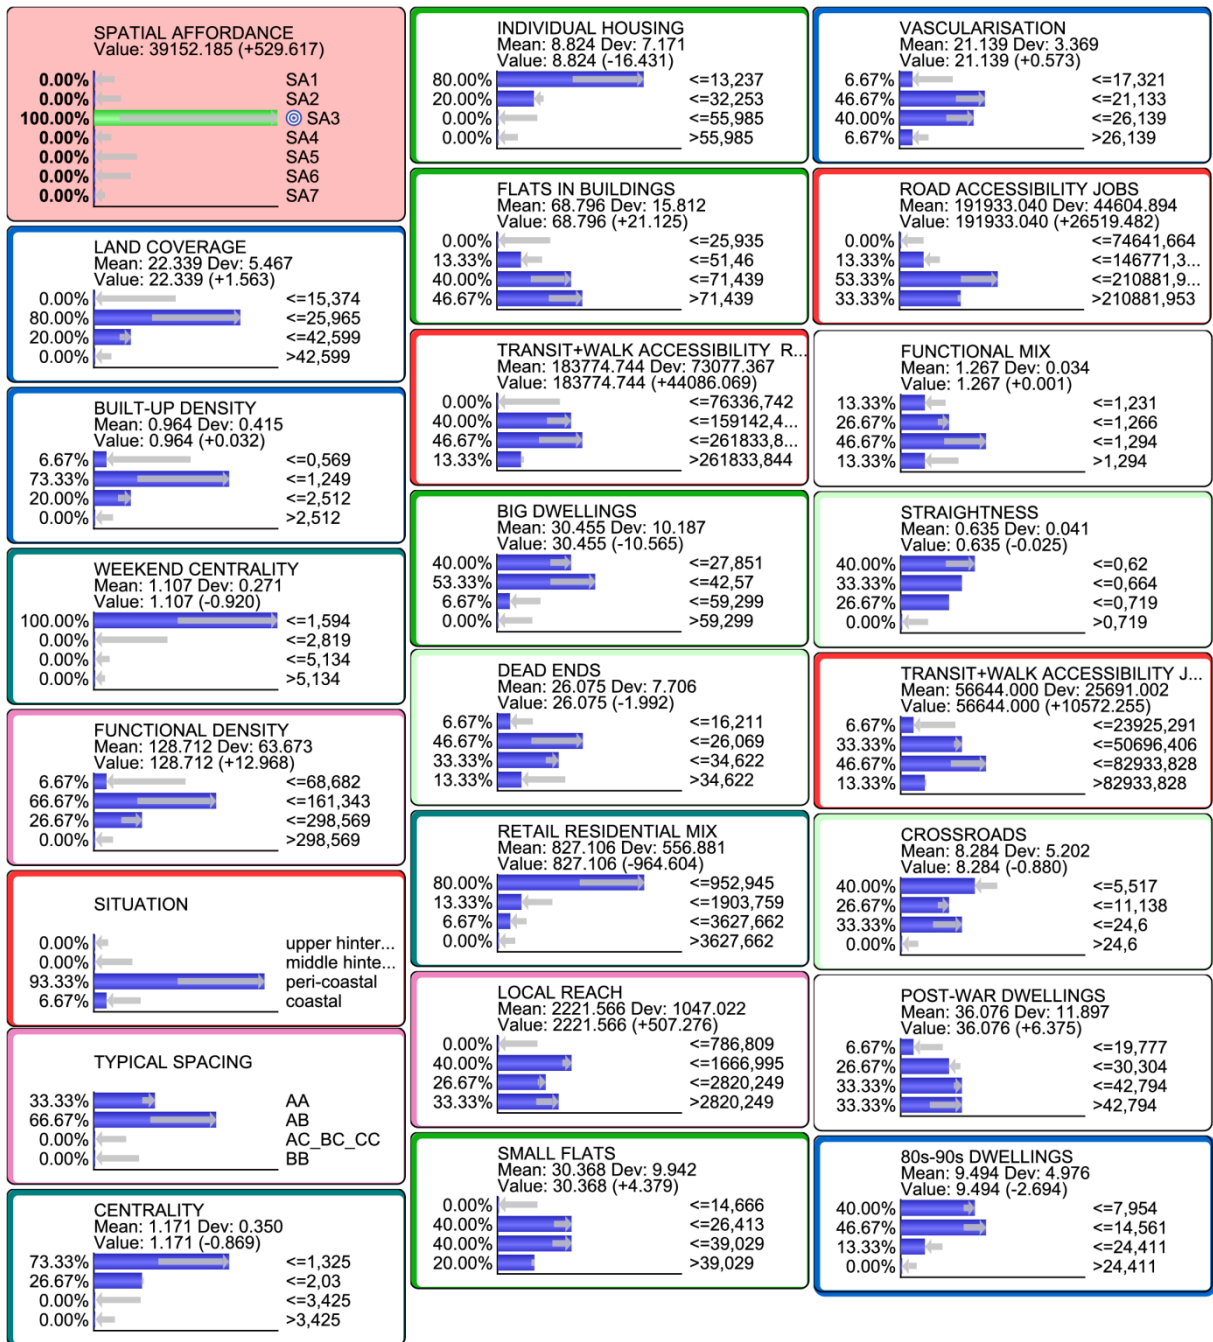 SPATIAL AFFORDANCE
Value: 39152.185 (+529.617)
0.00% SA1
0.00% SA2
100.00% SA3
0.00% SA4
0.00% SA5
0.00% SA6
0.00% SA7
LAND COVERAGE
Mean: 22.339 Dev: 5.467
Value: 22.339 (+1.563)
0.00% <=15,374
80.00% <=25,965
20.00% <=42,599
0.00% >42,599
BUILT-UP DENSITY
Mean: 0.964 Dev: 0.415
Value: 0.964 (+0.032)
6.67% <=0,569
73.33% <=1,249
20.00% <=2,512
0.00% >2,512
WEEKEND CENTRALITY
Mean: 1.107 Dev: 0.271
Value: 1.107 (-0.920)
100.00% <=1,594
0.00% <=2,819
0.00% <=5,134
0.00% >5,134
FUNCTIONAL DENSITY
Mean: 128.712 Dev: 63.673
Value: 128.712 (+12.968)
6.67% <=68,682
66.67% <=161,343
26.67% <=298,569
0.00% >298,569
SITUATION
0.00% upper hinter...
0.00% middle hinte...
93.33% peri-coastal
6.67% coastal
TYPICAL SPACING
33.33% AA
66.67% AB
0.00% AC_BC_CC
0.00% BB
CENTRALITY
Mean: 1.171 Dev: 0.350
Value: 1.171 (-0.869)
73.33% <=1,325
26.67% <=2,03
0.00% <=3,425
0.00% >3,425
INDIVIDUAL HOUSING
Mean: 8.824 Dev: 7.171
Value: 8.824 (-16.431)
80.00% <=13,237
20.00% <=32,253
0.00% <=55,985
0.00% >55,985
FLATS IN BUILDINGS
Mean: 68.796 Dev: 15.812
Value: 68.796 (+21.125)
0.00% <=25,935
13.33% <=51,46
40.00% <=71,439
46.67% >71,439
TRANSIT+WALK ACCESSIBILITY R...
Mean: 183774.744 Dev: 73077.367
Value: 183774.744 (+44086.069)
0.00% <=76336,742
40.00% <=159142,4...
46.67% <=261833,8...
13.33% >261833,844
BIG DWELLINGS
Mean: 30.455 Dev: 10.187
Value: 30.455 (-10.565)
40.00% <=27,851
53.33% <=42,57
6.67% <=59,299
0.00% >59,299
DEAD ENDS
Mean: 26.075 Dev: 7.706
Value: 26.075 (-1.992)
6.67% <=16,211
46.67% <=26,069
33.33% <=34,622
13.33% >34,622
RETAIL RESIDENTIAL MIX
Mean: 827.106 Dev: 556.881
Value: 827.106 (-964.604)
80.00% <=952,945
13.33% <=1903,759
6.67% <=3627,662
0.00% >3627,662
LOCAL REACH
Mean: 2221.566 Dev: 1047.022
Value: 2221.566 (+507.276)
0.00% <=786,809
40.00% <=1666,995
26.67% <=2820,249
33.33% >2820,249
SMALL FLATS
Mean: 30.368 Dev: 9.942
Value: 30.368 (+4.379)
0.00% <=14,666
40.00% <=26,413
40.00% <=39,029
20.00% >39,029
VASCULARISATION
Mean: 21.139 Dev: 3.369
Value: 21.139 (+0.573)
6.67% <=17,321
46.67% <=21,133
40.00% <=26,139
6.67% >26,139
ROAD ACCESSIBILITY JOBS
Mean: 191933.040 Dev: 44604.894
Value: 191933.040 (+26519.482)
0.00% <=74641,664
13.33% <=146771,3...
53.33% <=210881,9...
33.33% >210881,953
FUNCTIONAL MIX
Mean: 1.267 Dev: 0.034
Value: 1.267 (+0.001)
13.33% <=1,231
26.67% <=1,266
46.67% <=1,294
13.33% >1,294
STRAIGHTNESS
Mean: 0.635 Dev: 0.041
Value: 0.635 (-0.025)
40.00% <=0,62
33.33% <=0,664
26.67% <=0,719
0.00% >0,719
TRANSIT+WALK ACCESSIBILITY J...
Mean: 56644.000 Dev: 25691.002
Value: 56644.000 (+10572.255)
6.67% <=23925,291
33.33% <=50696,406
46.67% <=82933,828
13.33% >82933,828
CROSSROADS
Mean: 8.284 Dev: 5.202
Value: 8.284 (-0.880)
40.00% <=5,517
26.67% <=11,138
33.33% <=24,6
0.00% >24,6
POST-WAR DWELLINGS
Mean: 36.076 Dev: 11.897
Value: 36.076 (+6.375)
6.67% <=19,777
26.67% <=30,304
33.33% <=42,794
33.33% >42,794
80s-90s DWELLINGS
Mean: 9.494 Dev: 4.976
Value: 9.494 (-2.694)
40.00% <=7,954
46.67% <=14,561
13.33% <=24,411
0.00% >24,411